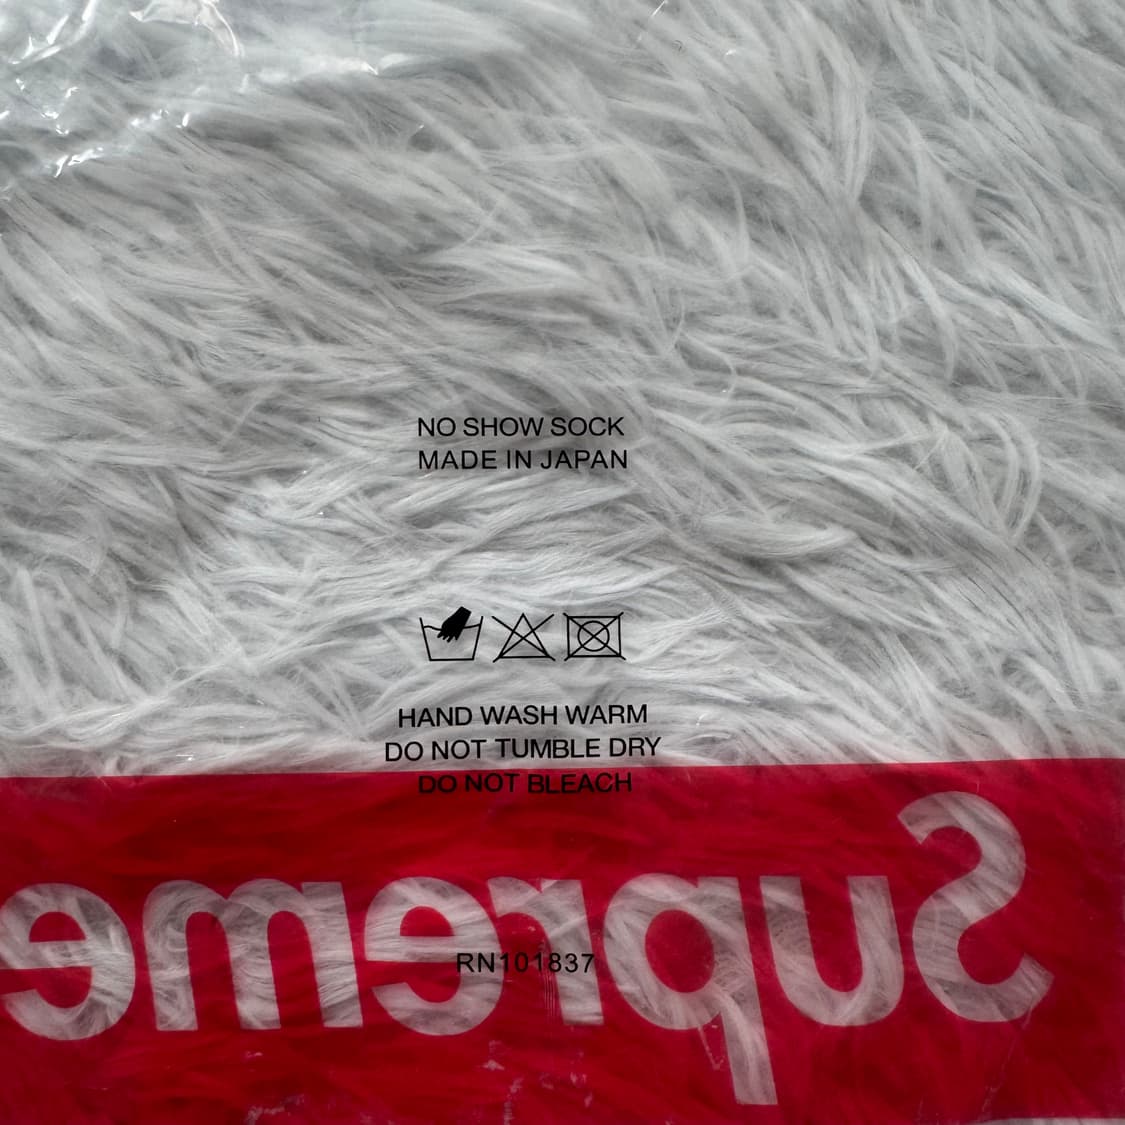 NO SHOW SOCK
MADE IN JAPAN
HAND WASH WARM
DO NOT TUMBLE DRY
DO NOT BLEACH
Supreme
RN101837